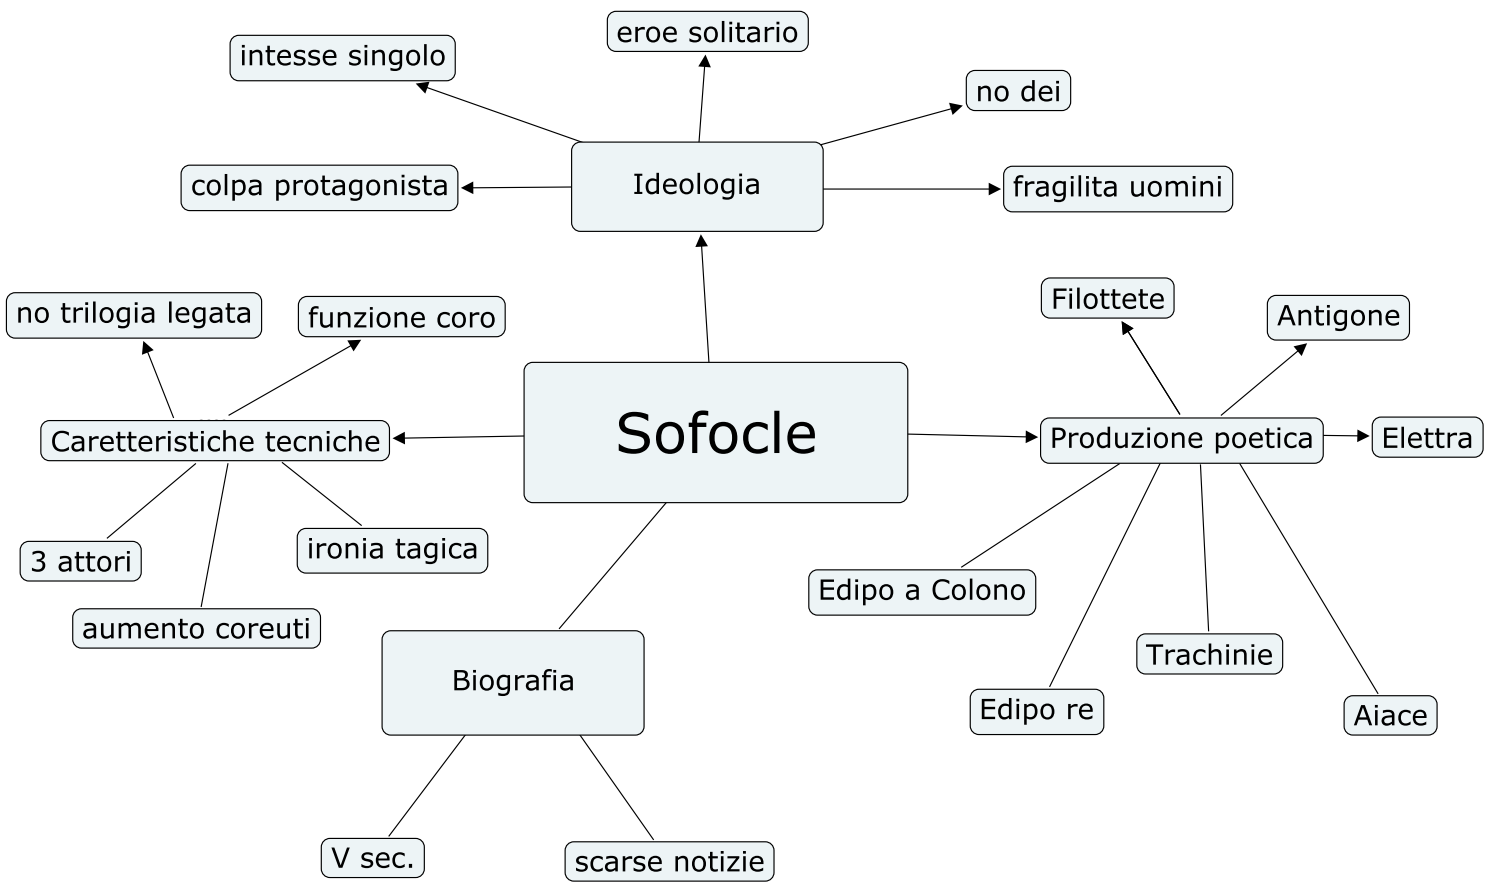 eroe solitario
intesse singolo
no dei
colpa protagonista
Ideologia
fragilita uomini
no trilogia legata
funzione coro
Filottete
Antigone
Sofocle
Caretteristiche tecniche
Produzione poetica
Elettra
3 attori
ironia tagica
aumento coreuti
Edipo a Colono
Trachinie
Edipo re
Aiace
Biografia
V sec.
scarse notizie